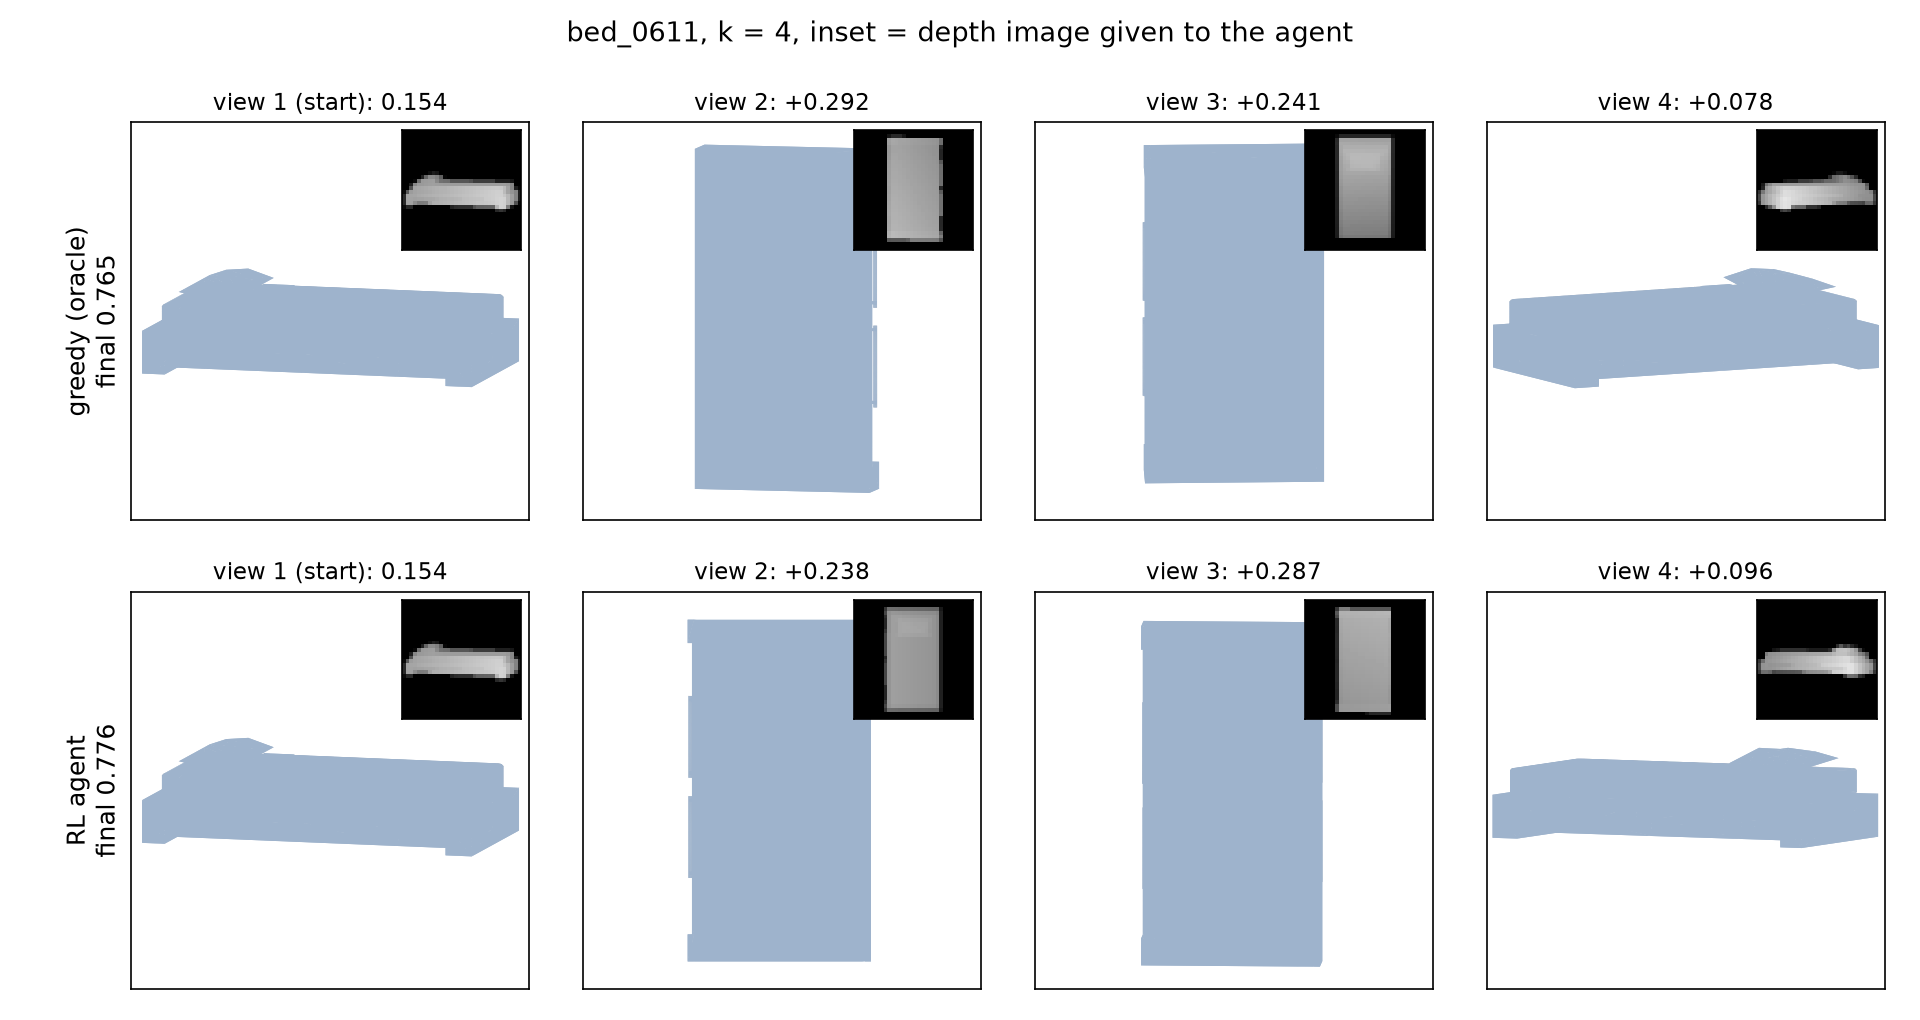 bed_0611, k = 4, inset = depth image given to the agent
greedy (oracle)
final 0.765
view 1 (start): 0.154
view 2: +0.292
view 3: +0.241
view 4: +0.078
RL agent
final 0.776
view 1 (start): 0.154
view 2: +0.238
view 3: +0.287
view 4: +0.096